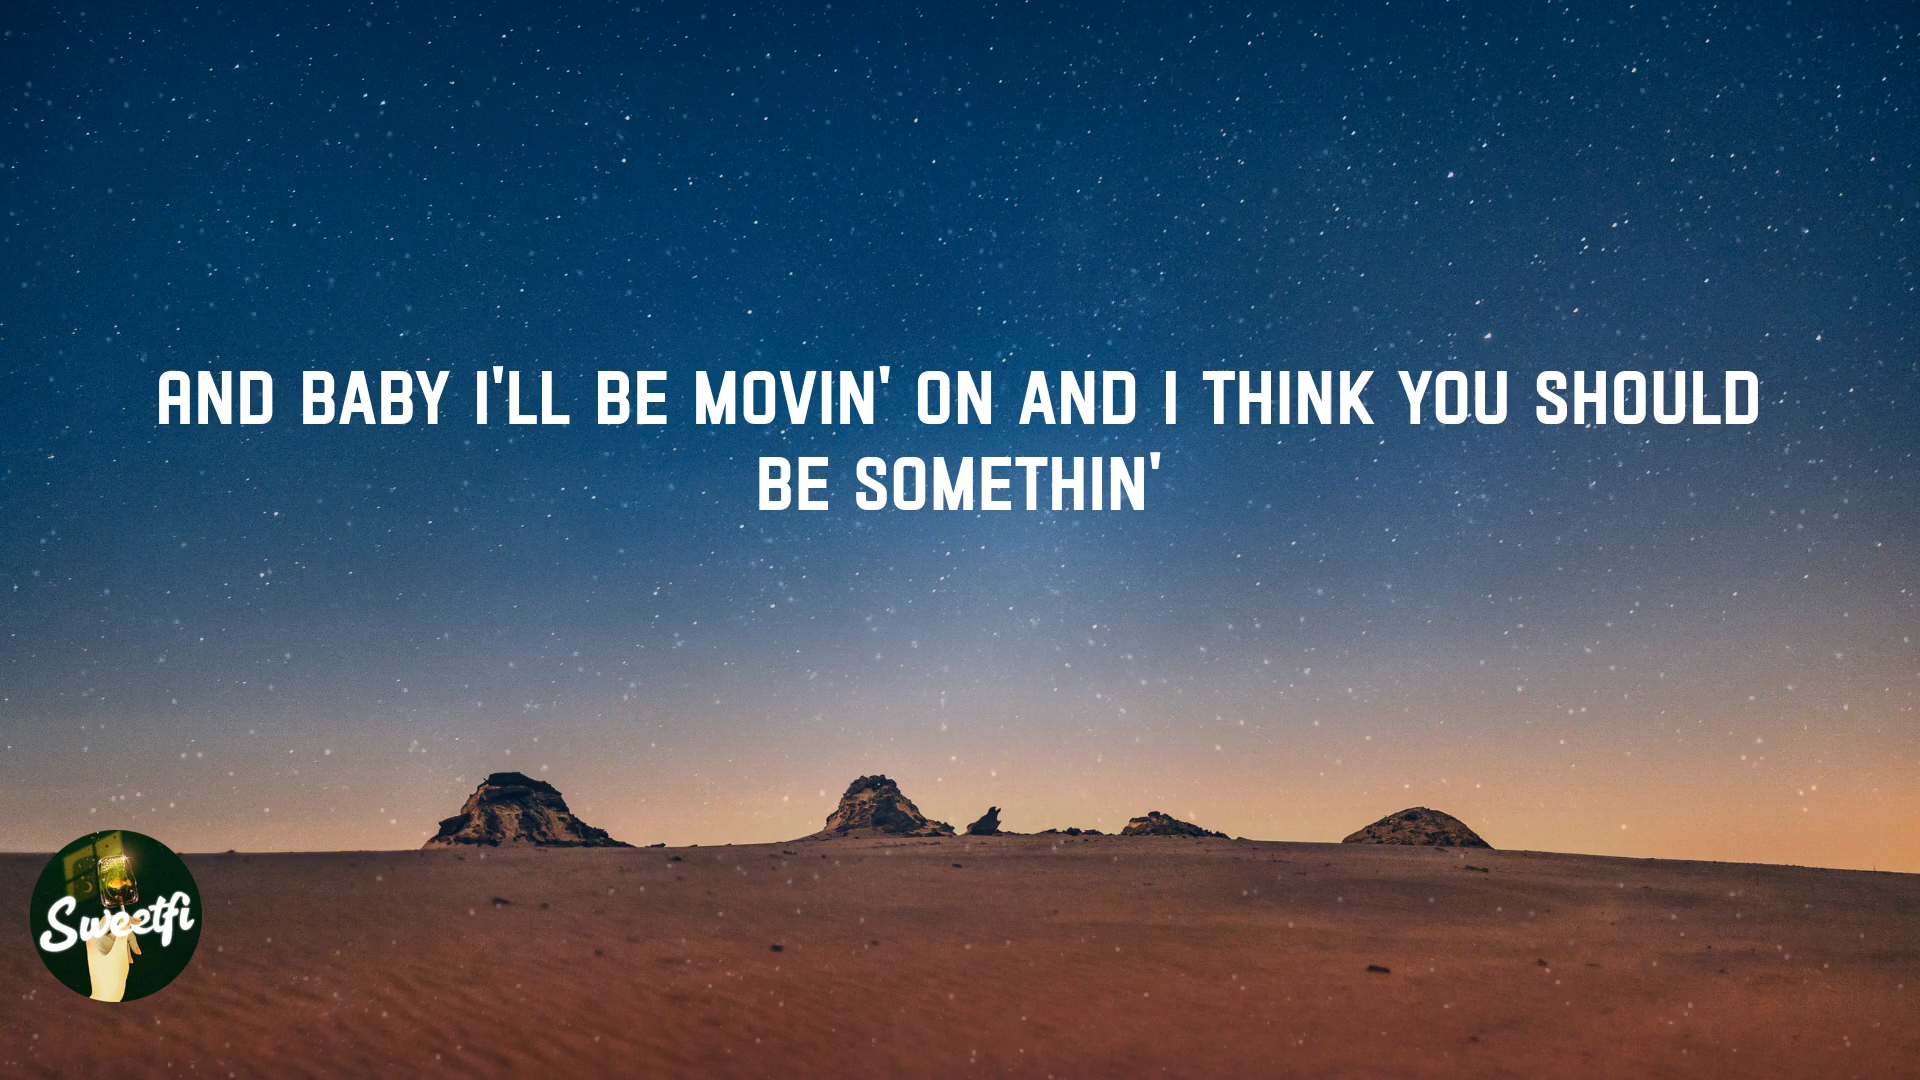 AND BABY I'LL BE MOVIN' ON AND I THINK YOU SHOULD
BE SOMETHIN'
Sweetfi